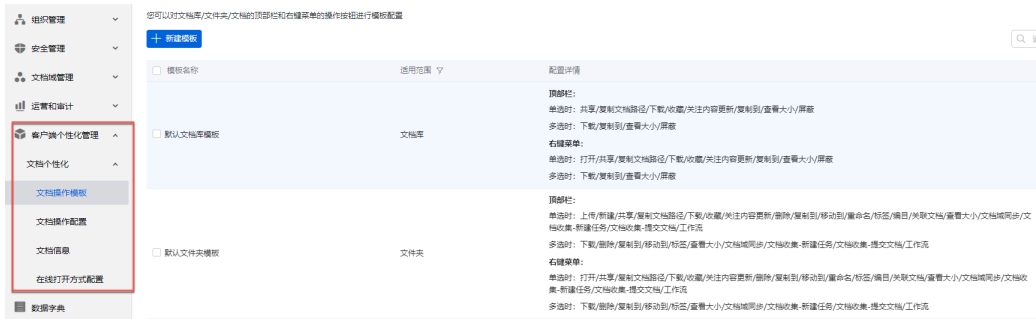 组织管理
安全管理
文档域管理
运营和审计
客户端个性化管理
文档个性化
文档操作模板
文档操作配置
文档信息
在线打开方式配置
数据字典
您可以对文档库/文件夹/文档的顶部栏和右键菜单的操作按钮进行模板配置
新建模板
模板名称 适用范围 配置详情
默认文档库模板 文档库
顶部栏:
单选时: 共享/复制文档路径/下载/收藏/关注内容更新/复制到/查看大小/屏蔽
多选时: 下载/复制到/查看大小/屏蔽
右键菜单:
单选时: 打开/共享/复制文档路径/下载/收藏/关注内容更新/复制到/查看大小/屏蔽
多选时: 下载/复制到/查看大小/屏蔽
默认文件夹模板 文件夹
顶部栏:
单选时: 上传/新建/共享/复制文档路径/下载/收藏/关注内容更新/删除/复制到/移动到/重命名/标签/编目/关联文档/查看大小/文档域同步/文
档收集-新建任务/文档收集-提交文档/工作流
多选时: 下载/删除/复制到/移动到/标签/查看大小/文档域同步/文档收集-新建任务/文档收集-提交文档/工作流
右键菜单:
单选时: 打开/共享/复制文档路径/下载/收藏/关注内容更新/删除/复制到/移动到/重命名/标签/编目/关联文档/查看大小/文档域同步/文档收
集-新建任务/文档收集-提交文档/工作流
多选时: 下载/删除/复制到/移动到/标签/查看大小/文档域同步/文档收集-新建任务/文档收集-提交文档/工作流